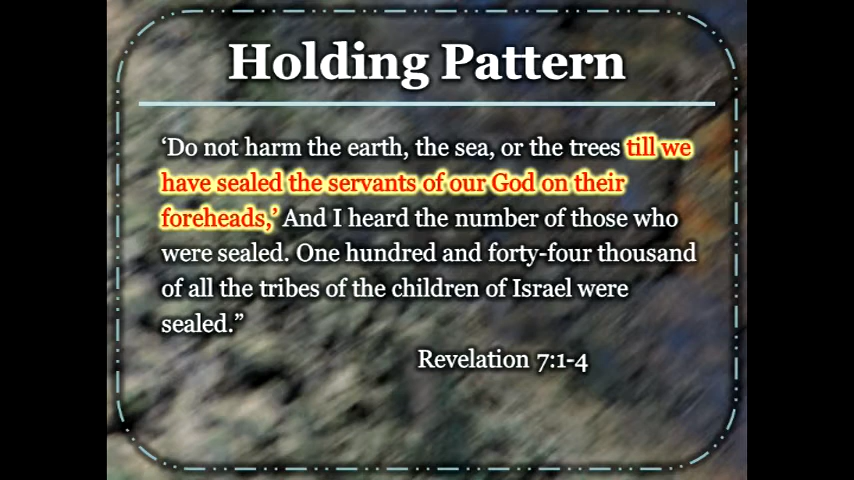 Holding Pattern
‘Do not harm the earth, the sea, or the trees till we
have sealed the servants of our God on their
foreheads,’ And I heard the number of those who
were sealed. One hundred and forty-four thousand
of all the tribes of the children of Israel were
sealed.”
Revelation 7:1-4